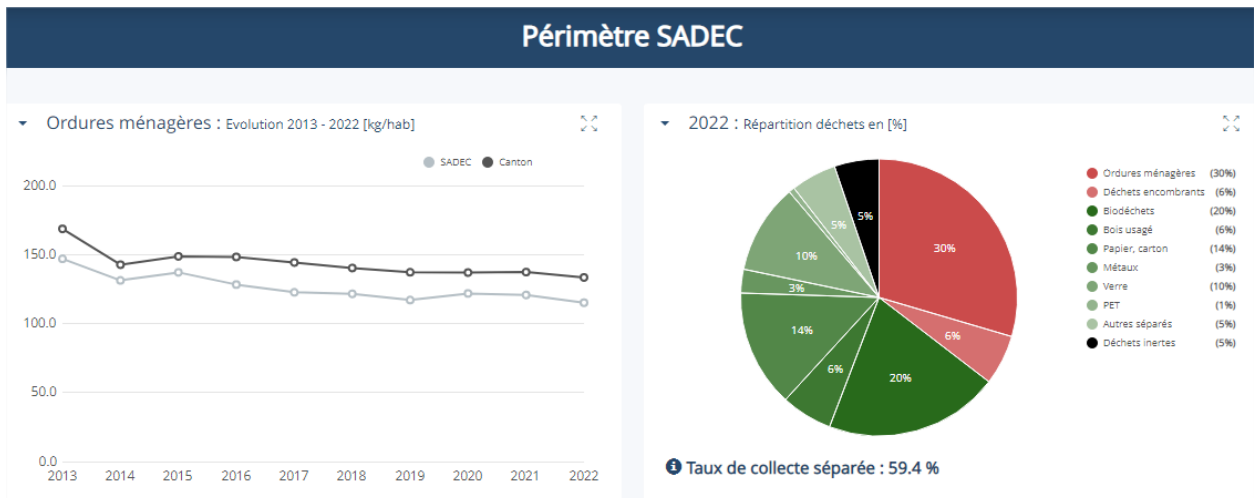 Périmètre SADEC
Ordures ménagères : Evolution 2013 - 2022 [kg/hab]
SADEC Canton
200.0
150.0
100.0
50.0
0.0
2013 2014 2015 2016 2017 2018 2019 2020 2021 2022
2022 : Répartition déchets en [%]
30%
6%
20%
6%
14%
3%
10%
5%
5%
Ordures ménagères (30%)
Déchets encombrants (6%)
Biodéchets (20%)
Bois usagé (6%)
Papier, carton (14%)
Métaux (3%)
Verre (10%)
PET (1%)
Autres séparés (5%)
Déchets inertes (5%)
Taux de collecte séparée : 59.4 %